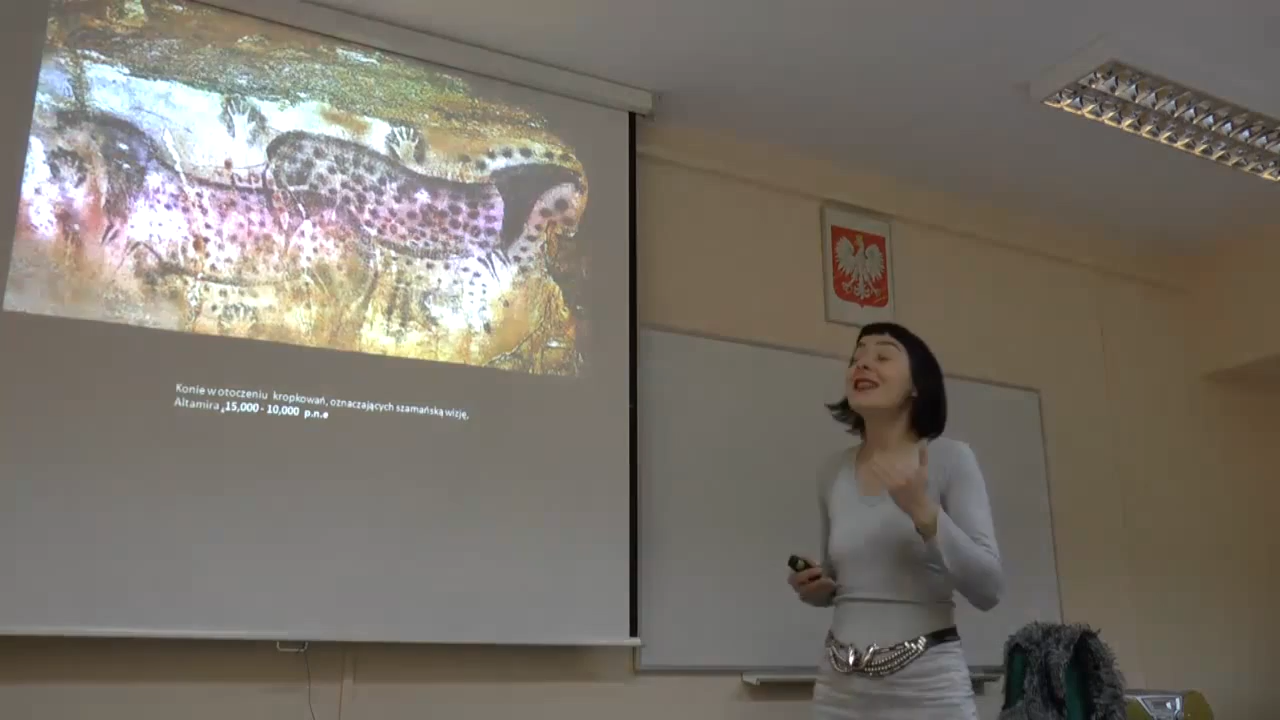 Konie w otoczeniu kropkowań, oznaczających szamańską wizję,
Altamira ,15,000 - 10,000 p.n.e